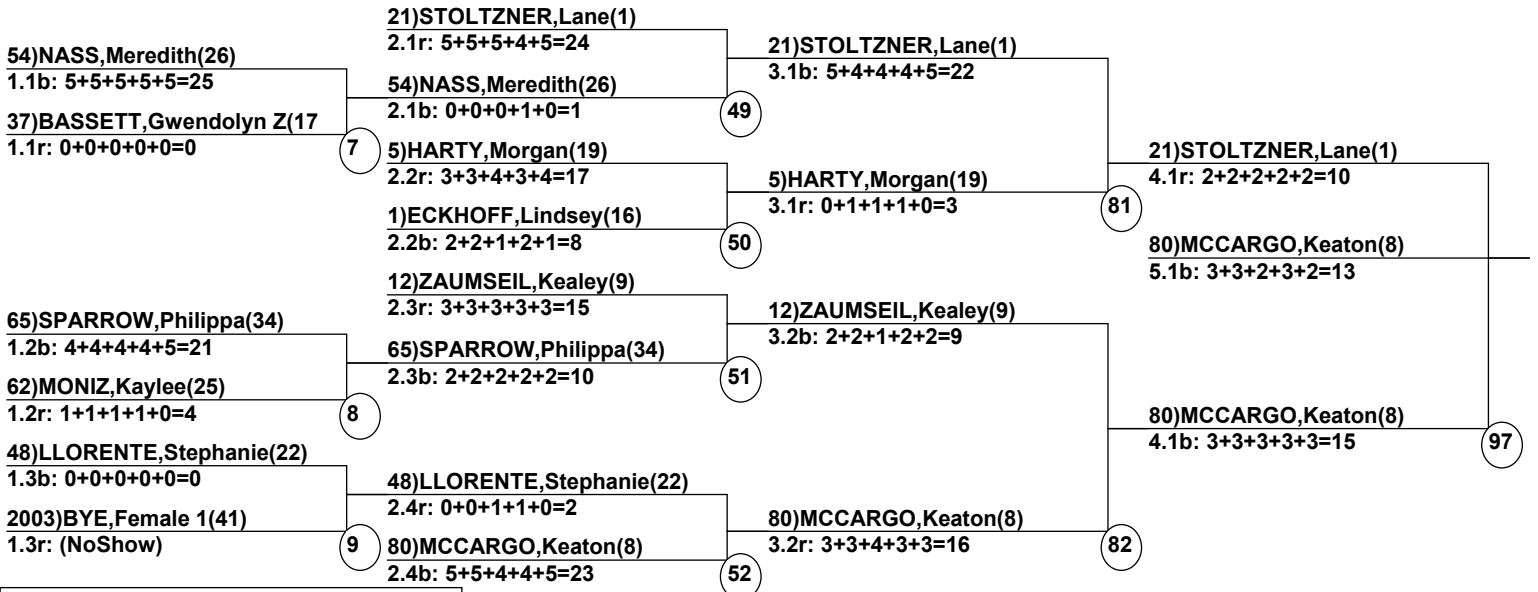 54)NASS,Meredith(26)
1.1b: 5+5+5+5+5=25
37)BASSETT,Gwendolyn Z(17
1.1r: 0+0+0+0+0=0
7
65)SPARROW,Philippa(34)
1.2b: 4+4+4+4+5=21
62)MONIZ,Kaylee(25)
1.2r: 1+1+1+1+0=4
8
48)LLORENTE,Stephanie(22)
1.3b: 0+0+0+0+0=0
2003)BYE,Female 1(41)
1.3r: (NoShow)
9
21)STOLTZNER,Lane(1)
2.1r: 5+5+5+4+5=24
54)NASS,Meredith(26)
2.1b: 0+0+0+1+0=1
49
5)HARTY,Morgan(19)
2.2r: 3+3+4+3+4=17
1)ECKHOFF,Lindsey(16)
2.2b: 2+2+1+2+1=8
50
12)ZAUMSEIL,Kealey(9)
2.3r: 3+3+3+3+3=15
65)SPARROW,Philippa(34)
2.3b: 2+2+2+2+2=10
51
48)LLORENTE,Stephanie(22)
2.4r: 0+0+1+1+0=2
80)MCCARGO,Keaton(8)
2.4b: 5+5+4+4+5=23
52
21)STOLTZNER,Lane(1)
3.1b: 5+4+4+4+5=22
5)HARTY,Morgan(19)
3.1r: 0+1+1+1+0=3
81
12)ZAUMSEIL,Kealey(9)
3.2b: 2+2+1+2+2=9
80)MCCARGO,Keaton(8)
3.2r: 3+3+4+3+3=16
82
21)STOLTZNER,Lane(1)
4.1r: 2+2+2+2+2=10
80)MCCARGO,Keaton(8)
5.1b: 3+3+2+3+2=13
80)MCCARGO,Keaton(8)
4.1b: 3+3+3+3+3=15
97